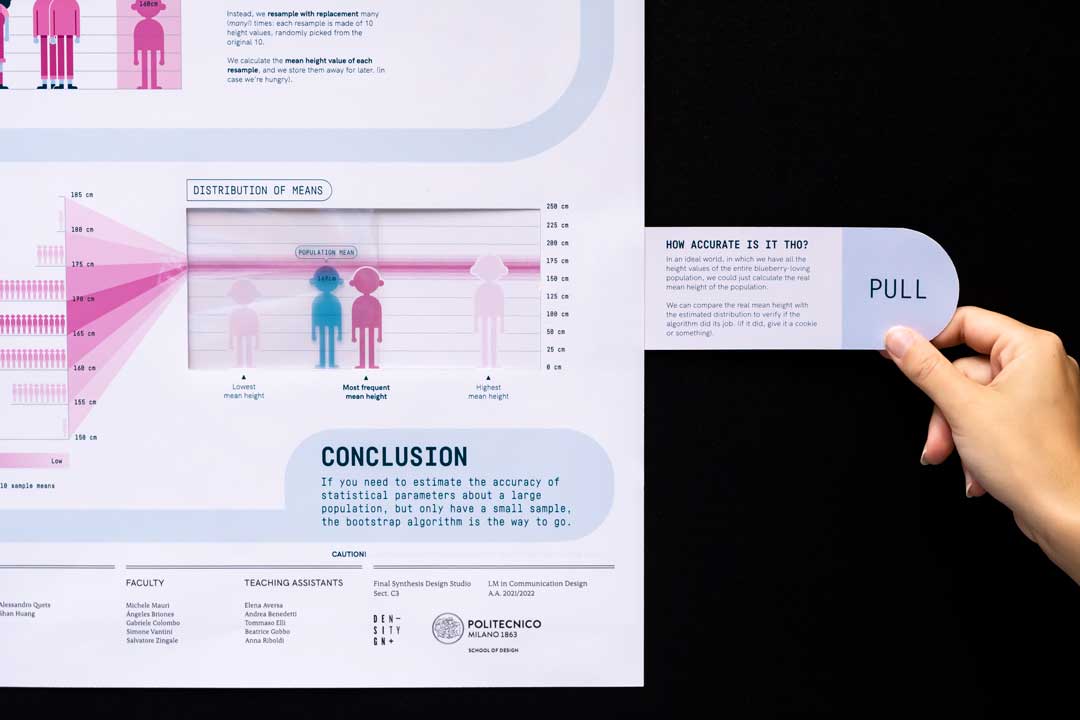 160cm
Instead, we resample with replacement many
(many!) times: each resample is made of 10
height values, randomly picked from the
original 10.
We calculate the mean height value of each
resample, and we store them away for later. (in
case we're hungry).
185 cm
180 cm
175 cm
170 cm
165 cm
160 cm
155 cm
150 cm
Low
10 sample means
DISTRIBUTION OF MEANS
250 cm
225 cm
200 cm
175 cm
150 cm
125 cm
100 cm
50 cm
25 cm
0 cm
POPULATION MEAN
167cm
Lowest
mean height
Most frequent
mean height
Highest
mean height
HOW ACCURATE IS IT THO?
In an ideal world, in which we have all the
height values of the entire blueberry-loving
population, we could just calculate the real
mean height of the population.
We can compare the real mean height with
the estimated distribution to verify if the
algorithm did its job. (if it did, give it a cookie
or something).
PULL
CONCLUSION
If you need to estimate the accuracy of
statistical parameters about a large
population, but only have a small sample,
the bootstrap algorithm is the way to go.
CAUTION!
Alessandro Quets
Shan Huang
FACULTY
Michele Mauri
Ángeles Briones
Gabriele Colombo
Simone Vantini
Salvatore Zingale
TEACHING ASSISTANTS
Elena Aversa
Andrea Benedetti
Tommaso Elli
Beatrice Gobbo
Anna Riboldi
Final Synthesis Design Studio
Sect. C3
LM in Communication Design
A.A. 2021/2022
DEN—
SITY
GN+
POLITECNICO
MILANO 1863
SCHOOL OF DESIGN